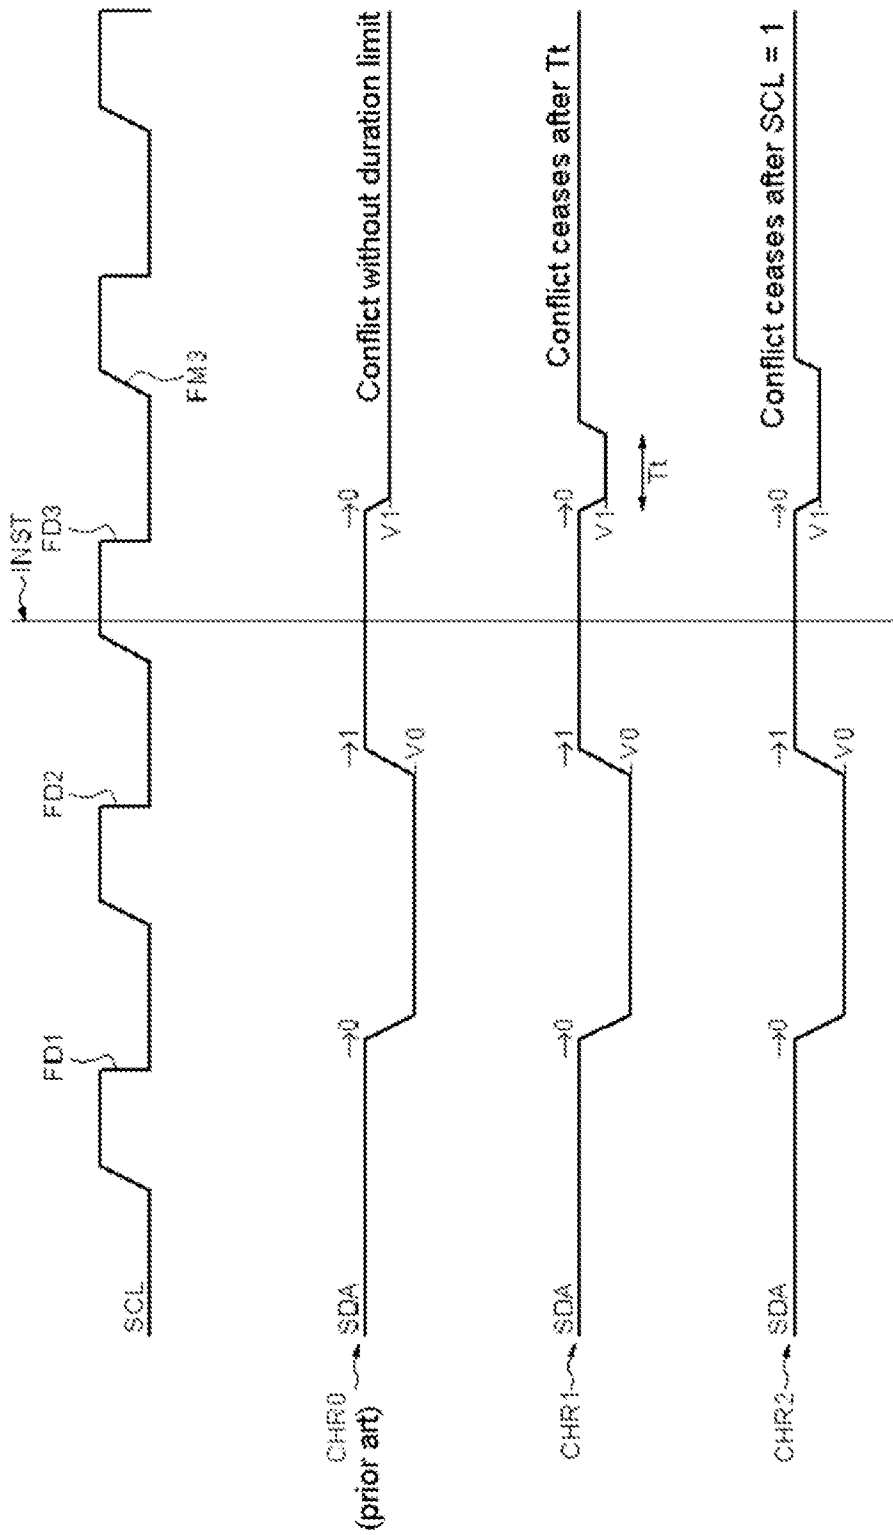 INST
FD1
FD2
FD3
SCL
FM3
CHR0
(prior art)
SDA
→0
→1
→0
V0
V1
Conflict without duration limit
CHR1
SDA
→0
→1
→0
V0
V1
Tt
Conflict ceases after Tt
CHR2
SDA
→0
→1
→0
V0
V1
Conflict ceases after SCL = 1